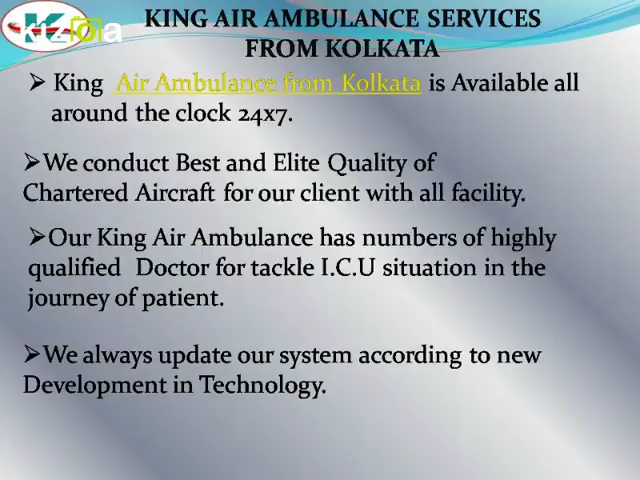 KING AIR AMBULANCE SERVICES
FROM KOLKATA
➢ King Air Ambulance from Kolkata is Available all
around the clock 24x7.
➢We conduct Best and Elite Quality of
Chartered Aircraft for our client with all facility.
➢Our King Air Ambulance has numbers of highly
qualified Doctor for tackle I.C.U situation in the
journey of patient.
➢We always update our system according to new
Development in Technology.